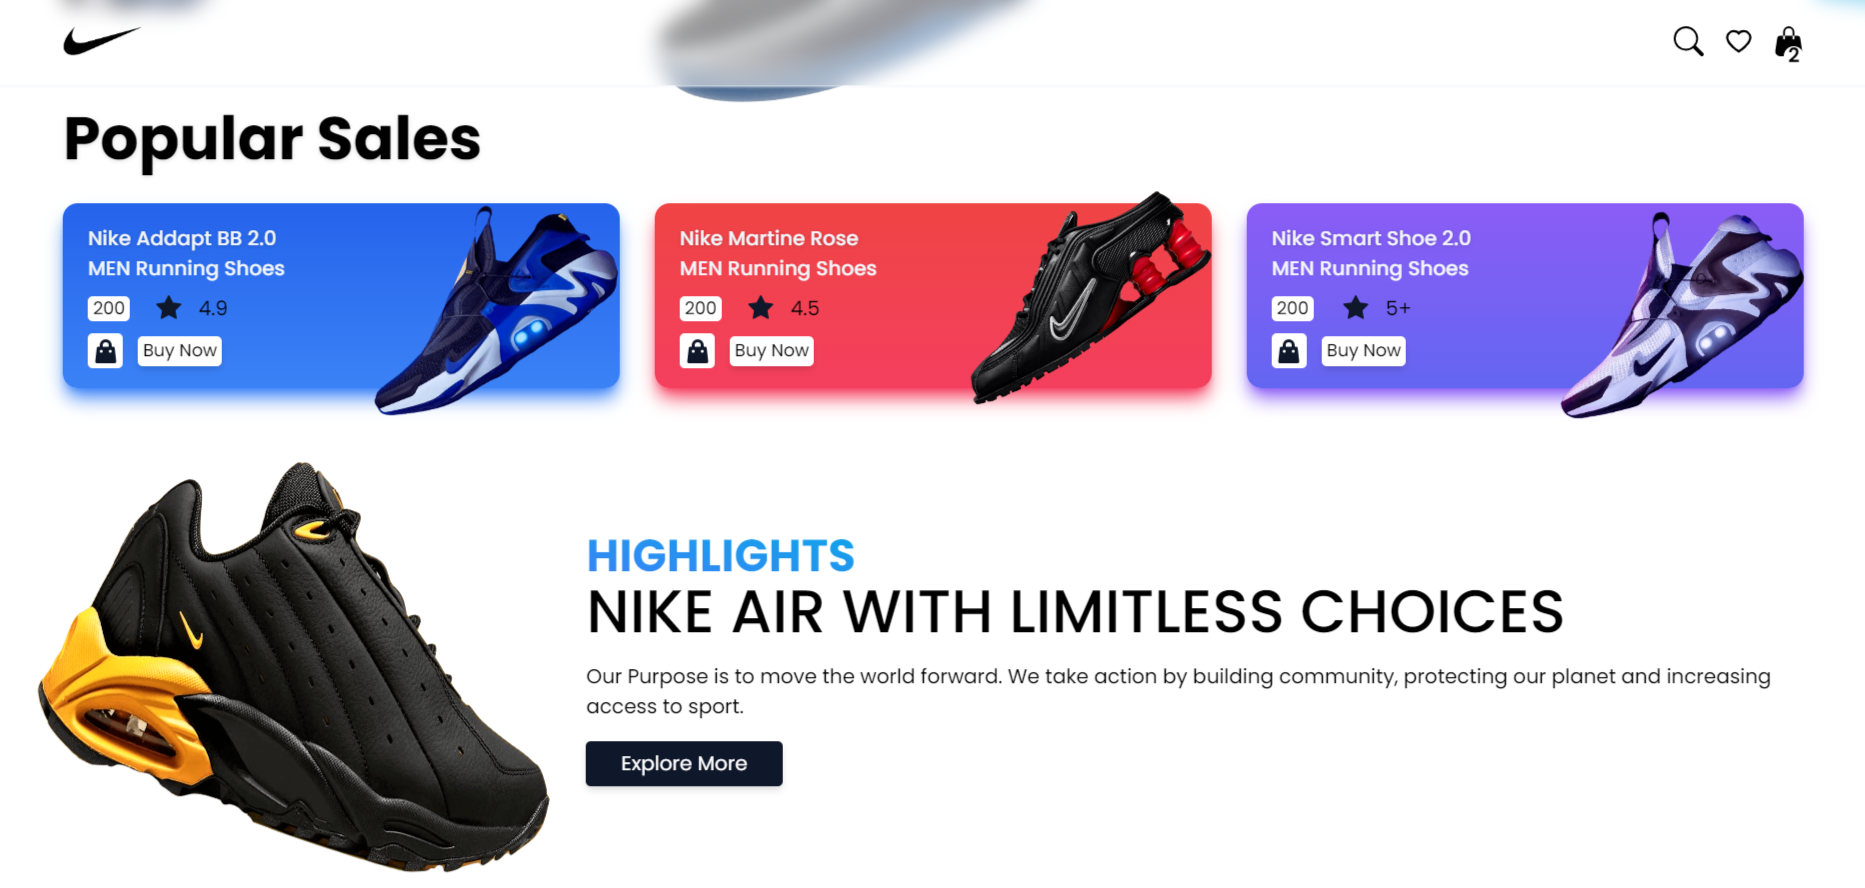 2
Popular Sales
Nike Addapt BB 2.0
MEN Running Shoes
200 4.9
Buy Now
Nike Martine Rose
MEN Running Shoes
200 4.5
Buy Now
Nike Smart Shoe 2.0
MEN Running Shoes
200 5+
Buy Now
HIGHLIGHTS
NIKE AIR WITH LIMITLESS CHOICES
Our Purpose is to move the world forward. We take action by building community, protecting our planet and increasing
access to sport.
Explore More